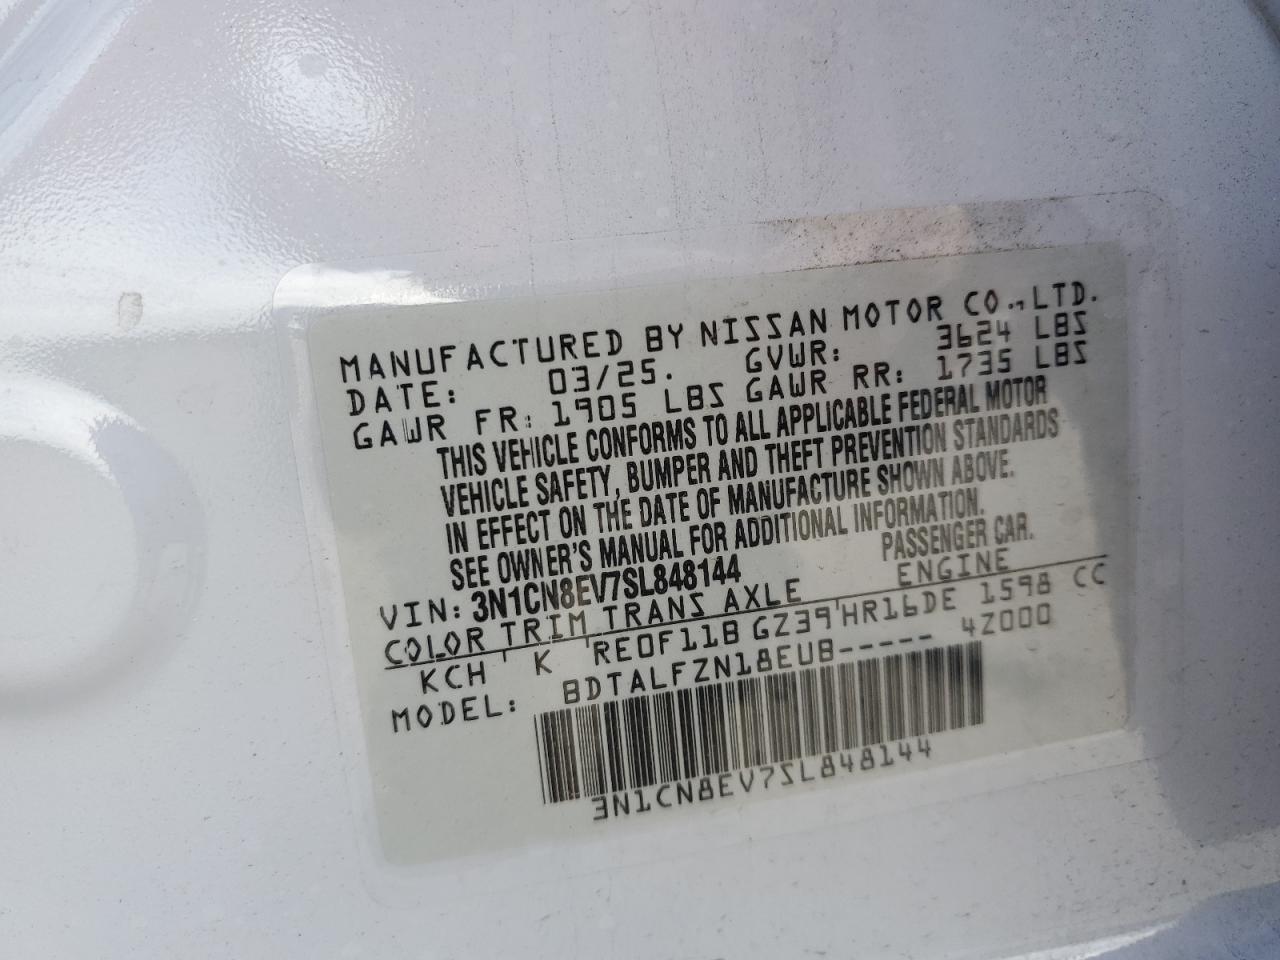 MANUFACTURED BY NISSAN MOTOR CO., LTD.
DATE: 03/25. GVWR: 3624 LBS
GAWR FR: 1905 LBS GAWR RR: 1735 LBS
THIS VEHICLE CONFORMS TO ALL APPLICABLE FEDERAL MOTOR
VEHICLE SAFETY, BUMPER AND THEFT PREVENTION STANDARDS
IN EFFECT ON THE DATE OF MANUFACTURE SHOWN ABOVE.
SEE OWNER'S MANUAL FOR ADDITIONAL INFORMATION.
VIN: 3N1CN8EV7SL848144 PASSENGER CAR.
COLOR TRIM TRANS AXLE ENGINE
KCH K RE0F11B GZ39 HR16DE 1598 CC
MODEL: BDTALFZN18EUB----- 4Z000
3N1CN8EV7SL848144